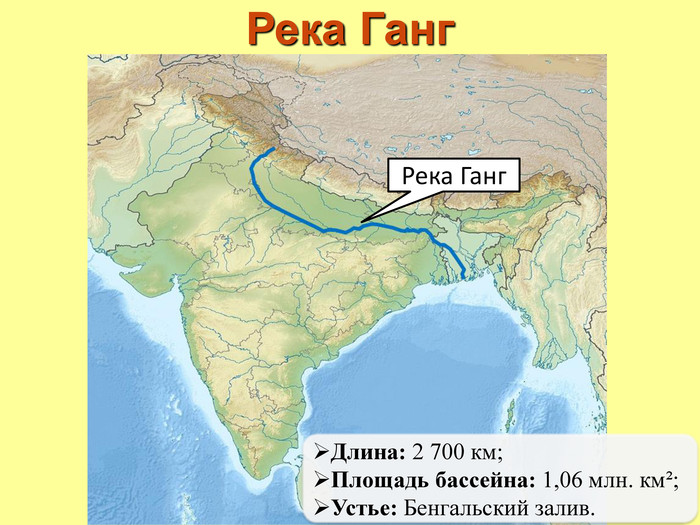 Река Ганг
Река Ганг
➢Длина: 2 700 км;
➢Площадь бассейна: 1,06 млн. км²;
➢Устье: Бенгальский залив.